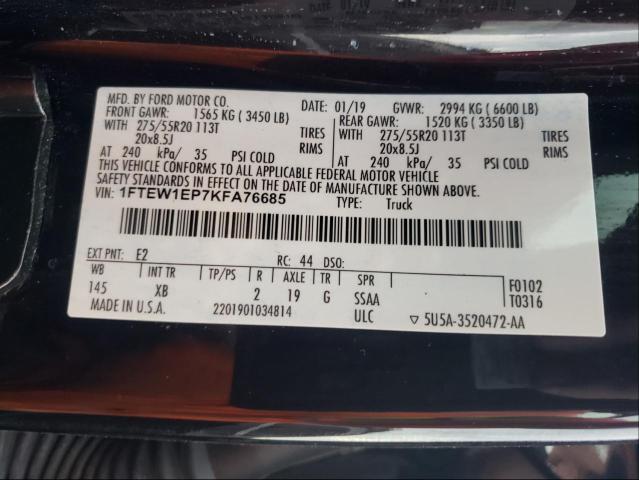 MFD. BY FORD MOTOR CO.
DATE: 01/19 GVWR: 2994 KG ( 6600 LB)
FRONT GAWR: 1565 KG ( 3450 LB) REAR GAWR: 1520 KG ( 3350 LB)
WITH 275/55R20 113T TIRES WITH 275/55R20 113T TIRES
20x8.5J RIMS 20x8.5J RIMS
AT 240 kPa/ 35 PSI COLD AT 240 kPa/ 35 PSI COLD
THIS VEHICLE CONFORMS TO ALL APPLICABLE FEDERAL MOTOR VEHICLE
SAFETY STANDARDS IN EFFECT ON THE DATE OF MANUFACTURE SHOWN ABOVE.
VIN: 1FTEW1EP7KFA76685 TYPE: Truck
EXT PNT: E2 RC: 44 DSO:
WB INT TR TP/PS R AXLE TR SPR F0102
145 XB 2 19 G SSAA T0316
MADE IN U.S.A. 2201901034814 ULC ▽ 5U5A-3520472-AA